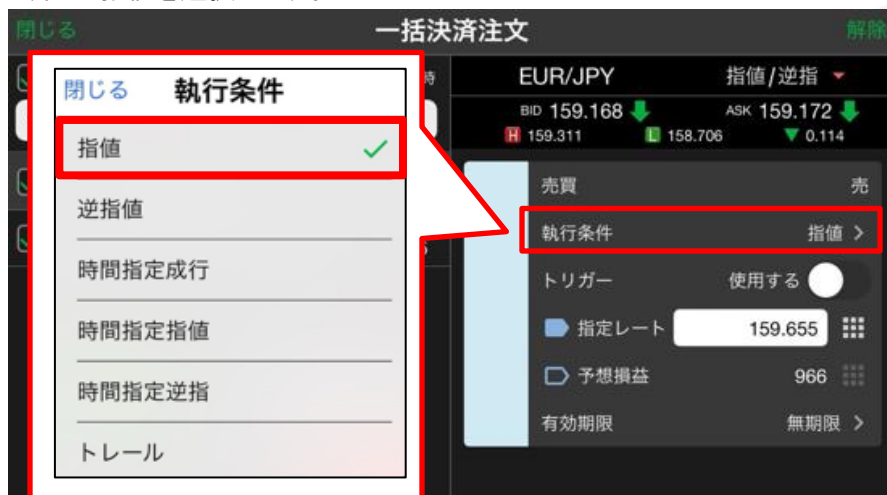 閉じる 一括決済注文 解除
時
閉じる 執行条件
指値
逆指値
時間指定成行
時間指定指値
時間指定逆指
トレール
EUR/JPY 指値/逆指
BID 159.168 ASK 159.172
H 159.311 L 158.706 ▼ 0.114
売買 売
執行条件 指値 >
トリガー 使用する
指定レート 159.655
予想損益 966
有効期限 無期限 >